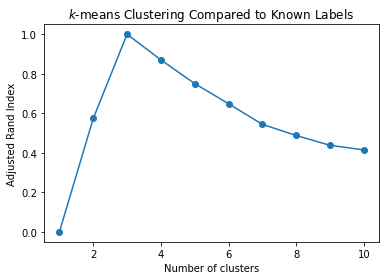 k-means Clustering Compared to Known Labels
Adjusted Rand Index
1.0
0.8
0.6
0.4
0.2
0.0
2 4 6 8 10
Number of clusters